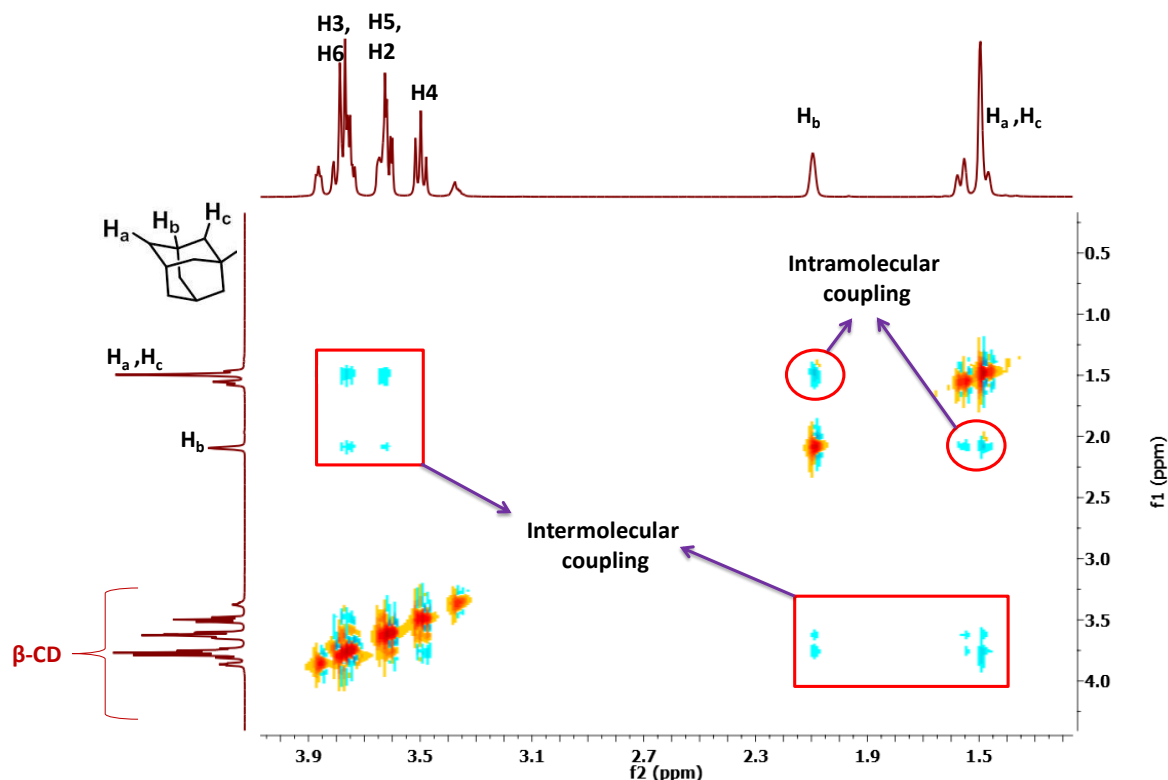 H3,
H6
H5,
H2
H4
Hb
Ha ,Hc
Ha
Hb
Hc
Ha ,Hc
Hb
β-CD
Intramolecular
coupling
Intermolecular
coupling
0.5
1.0
1.5
2.0
2.5
3.0
3.5
4.0
f1 (ppm)
3.9
3.5
3.1
2.7
2.3
1.9
1.5
f2 (ppm)